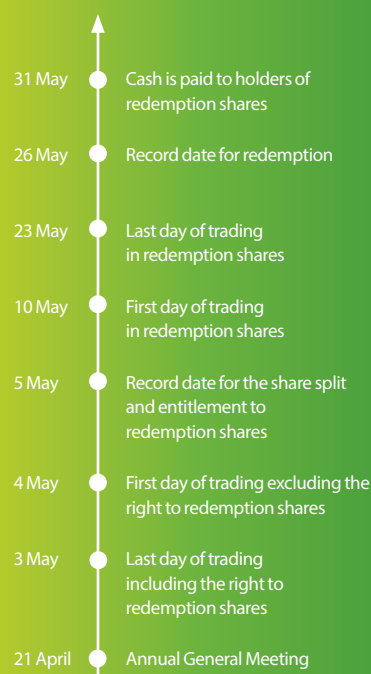 31 May Cash is paid to holders of
redemption shares
26 May Record date for redemption
23 May Last day of trading
in redemption shares
10 May First day of trading
in redemption shares
5 May Record date for the share split
and entitlement to
redemption shares
4 May First day of trading excluding the
right to redemption shares
3 May Last day of trading
including the right to
redemption shares
21 April Annual General Meeting